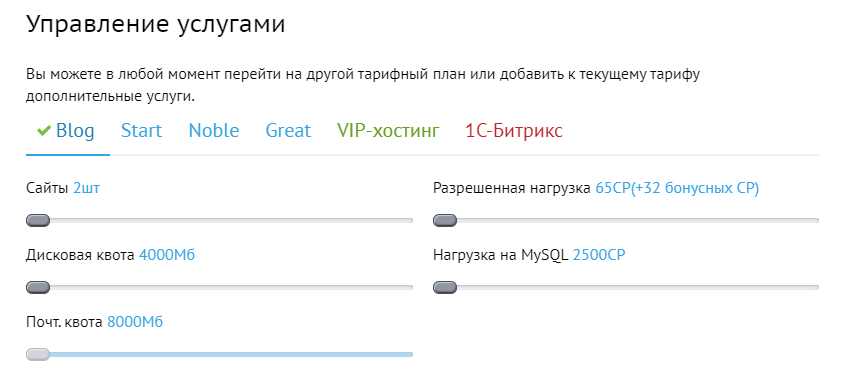 Управление услугами
Вы можете в любой момент перейти на другой тарифный план или добавить к текущему тарифу
дополнительные услуги.
Blog Start Noble Great VIP-хостинг 1С-Битрикс
Сайты 2шт Разрешенная нагрузка 65CP(+32 бонусных CP)
Дисковая квота 4000Мб Нагрузка на MySQL 2500CP
Почт. квота 8000Мб